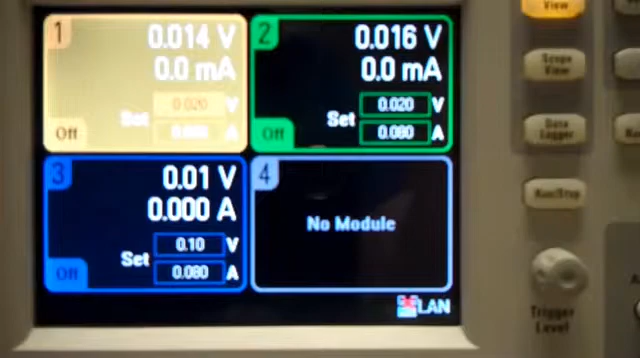 1
0.014 V
0.0 mA
Set 0.020 V
A
Off
2
0.016 V
0.0 mA
Set 0.020 V
0.080 A
Off
3
0.01 V
0.000 A
Set 0.10 V
0.080 A
Off
4
No Module
LAN
View
Scope
View
Data
Logger
Run/Stop
Trigger
Level